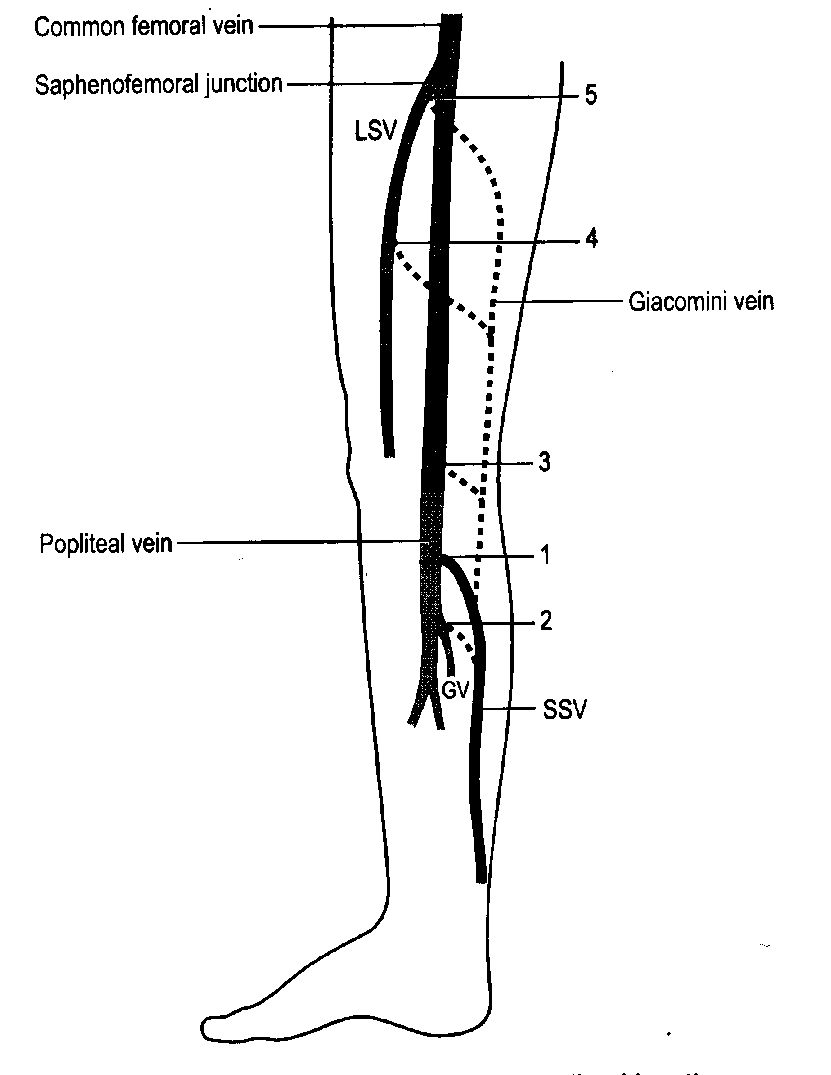 Common femoral vein
Saphenofemoral junction
5
LSV
4
Giacomini vein
3
Popliteal vein
1
2
GV
SSV